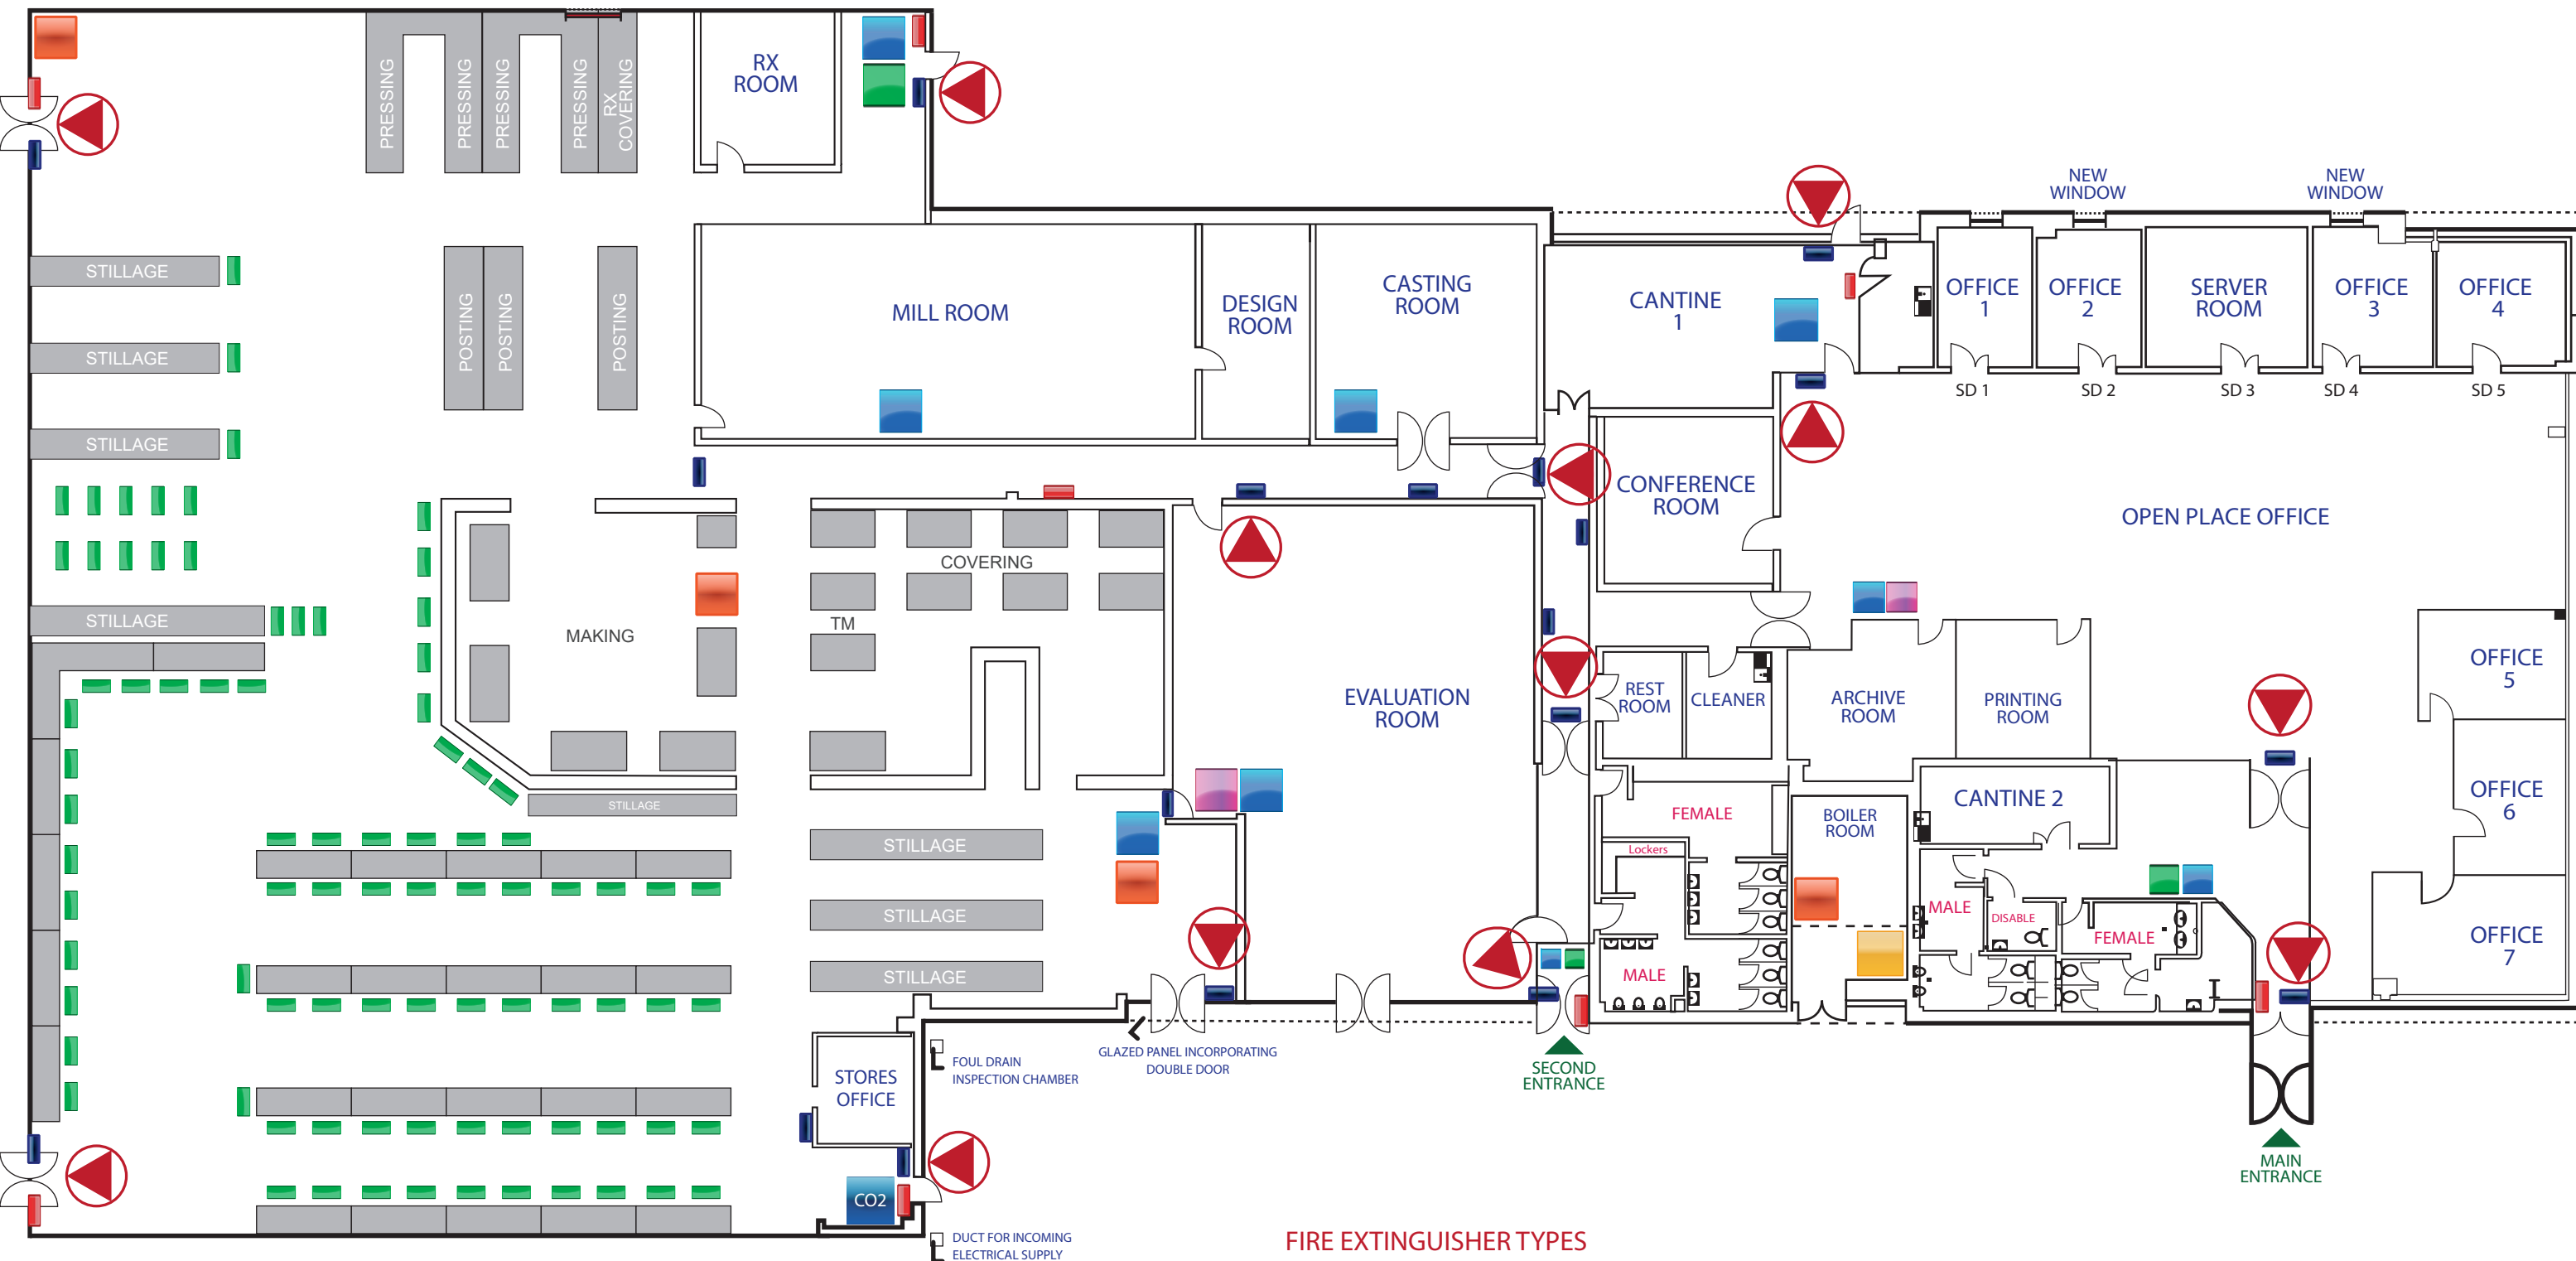 PRESSING
PRESSING
PRESSING
PRESSING
RX
COVERING
RX
ROOM
NEW
WINDOW
NEW
WINDOW
STILLAGE
STILLAGE
STILLAGE
POSTING
POSTING
POSTING
MILL ROOM
DESIGN
ROOM
CASTING
ROOM
CANTINE
1
OFFICE
1
OFFICE
2
SERVER
ROOM
OFFICE
3
OFFICE
4
SD 1
SD 2
SD 3
SD 4
SD 5
CONFERENCE
ROOM
OPEN PLACE OFFICE
COVERING
STILLAGE
MAKING
TM
EVALUATION
ROOM
REST
ROOM
CLEANER
ARCHIVE
ROOM
PRINTING
ROOM
OFFICE
5
STILLAGE
FEMALE
BOILER
ROOM
CANTINE 2
OFFICE
6
Lockers
STILLAGE
STILLAGE
STILLAGE
MALE
MALE
DISABLE
FEMALE
OFFICE
7
STORES
OFFICE
FOUL DRAIN
INSPECTION CHAMBER
GLAZED PANEL INCORPORATING
DOUBLE DOOR
SECOND
ENTRANCE
MAIN
ENTRANCE
CO2
DUCT FOR INCOMING
ELECTRICAL SUPPLY
FIRE EXTINGUISHER TYPES